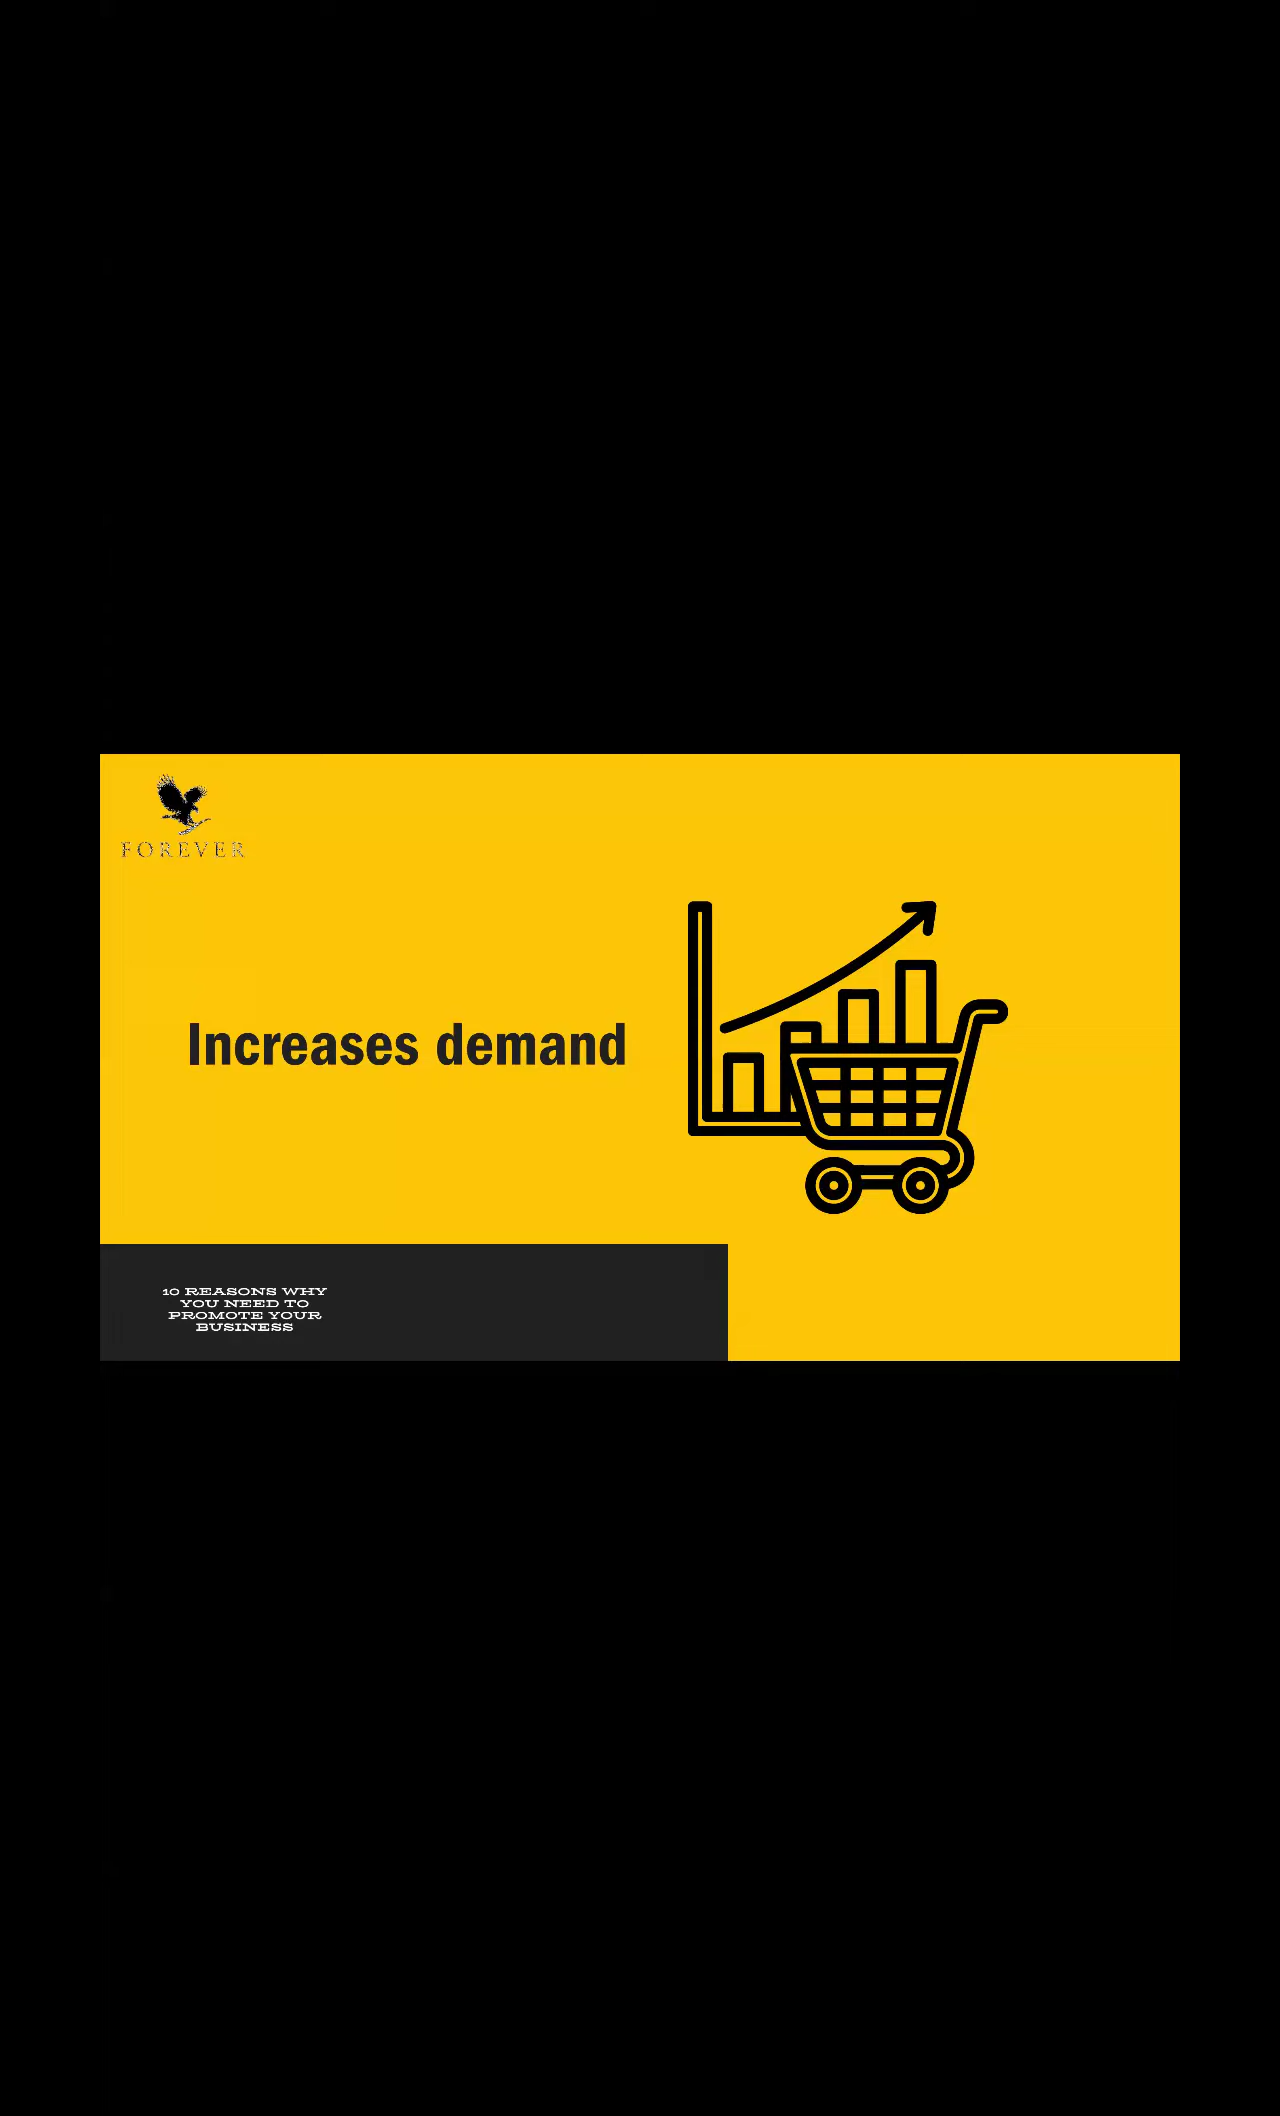 FOREVER
Increases demand
10 REASONS WHY
YOU NEED TO
PROMOTE YOUR
BUSINESS